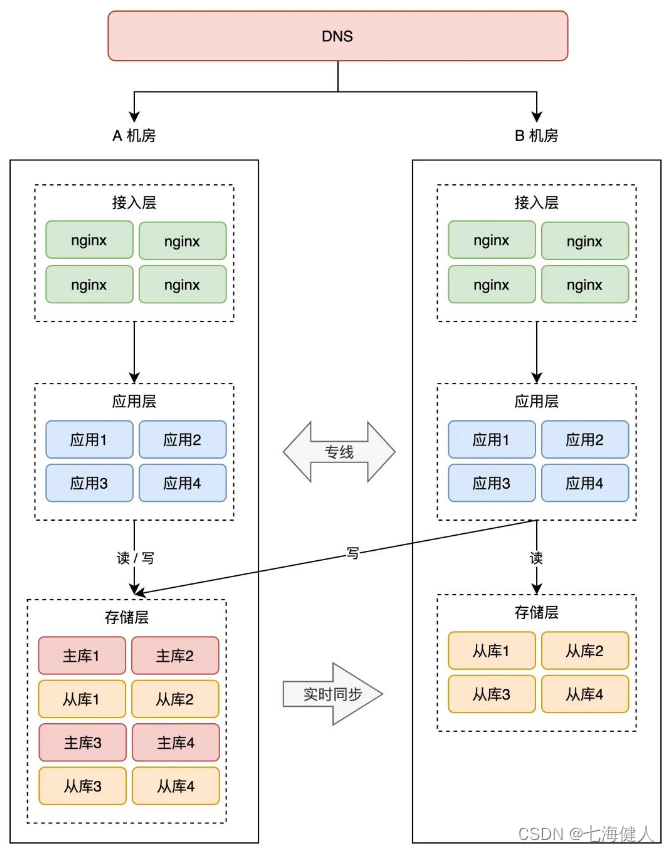 DNS
A 机房
B 机房
接入层
nginx
nginx
nginx
nginx
应用层
应用1
应用2
应用3
应用4
读 / 写
存储层
主库1
主库2
从库1
从库2
主库3
主库4
从库3
从库4
专线
写
实时同步
接入层
nginx
nginx
nginx
nginx
应用层
应用1
应用2
应用3
应用4
读
存储层
从库1
从库2
从库3
从库4
CSDN @七海健人